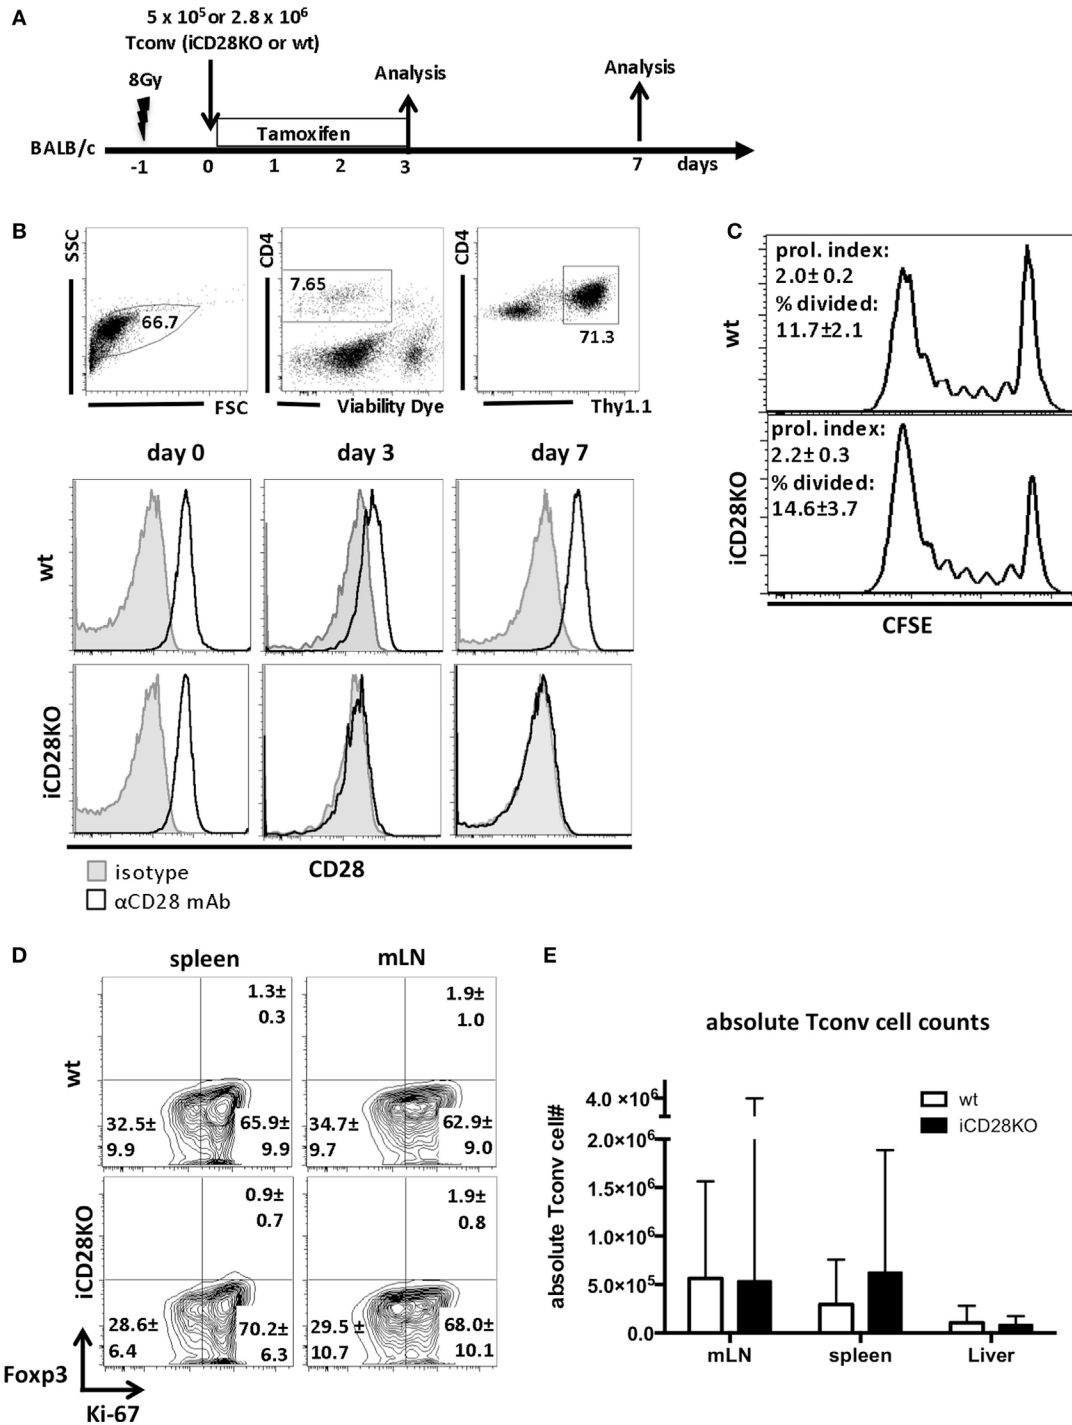 A
5 x 10⁵ or 2.8 x 10⁶
Tconv (iCD28KO or wt)
8Gy
Analysis
Analysis
Tamoxifen
BALB/c
-1 0 1 2 3 7 days
B
SSC
66.7
FSC
CD4
7.65
Viability Dye
CD4
71.3
Thy1.1
day 0 day 3 day 7
wt
iCD28KO
CD28
isotype
αCD28 mAb
C
wt
prol. index:
2.0± 0.2
% divided:
11.7±2.1
iCD28KO
prol. index:
2.2± 0.3
% divided:
14.6±3.7
CFSE
D
spleen mLN
wt
1.3±
0.3
32.5±
9.9
65.9±
9.9
1.9±
1.0
34.7±
9.7
62.9±
9.0
iCD28KO
0.9±
0.7
28.6±
6.4
70.2±
6.3
1.9±
0.8
29.5 ±
10.7
68.0±
10.1
Foxp3
Ki-67
E
absolute Tconv cell counts
absolute Tconv cell#
4.0 ×10⁶
2.0×10⁶
1.5×10⁶
1.0×10⁶
5.0×10⁵
0.0
wt
iCD28KO
mLN spleen Liver